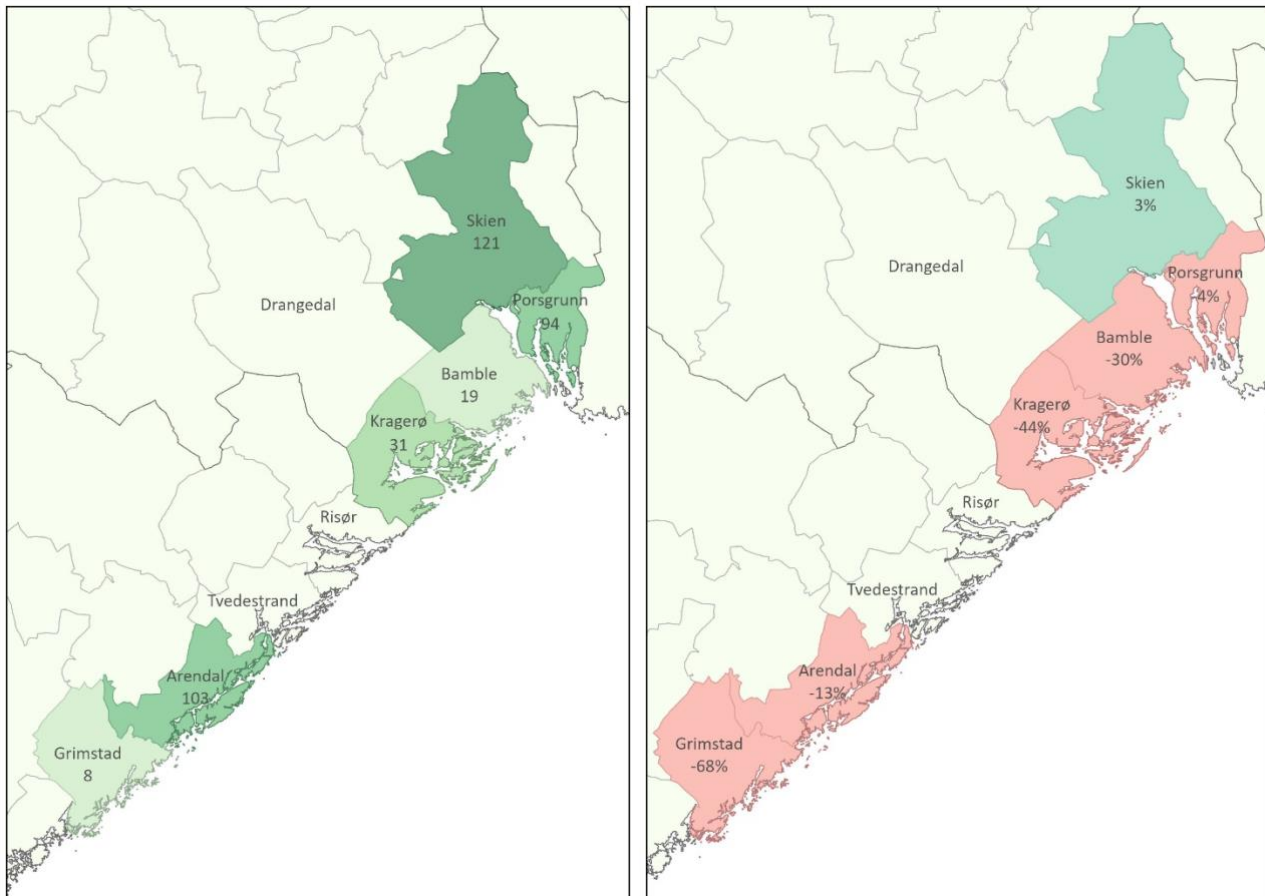 Skien
121
Drangedal
Porsgrunn
94
Bamble
19
Kragerø
31
Risør
Tvedestrand
Arendal
103
Grimstad
8
Skien
3%
Drangedal
Porsgrunn
-4%
Bamble
-30%
Kragerø
-44%
Risør
Tvedestrand
Arendal
-13%
Grimstad
-68%